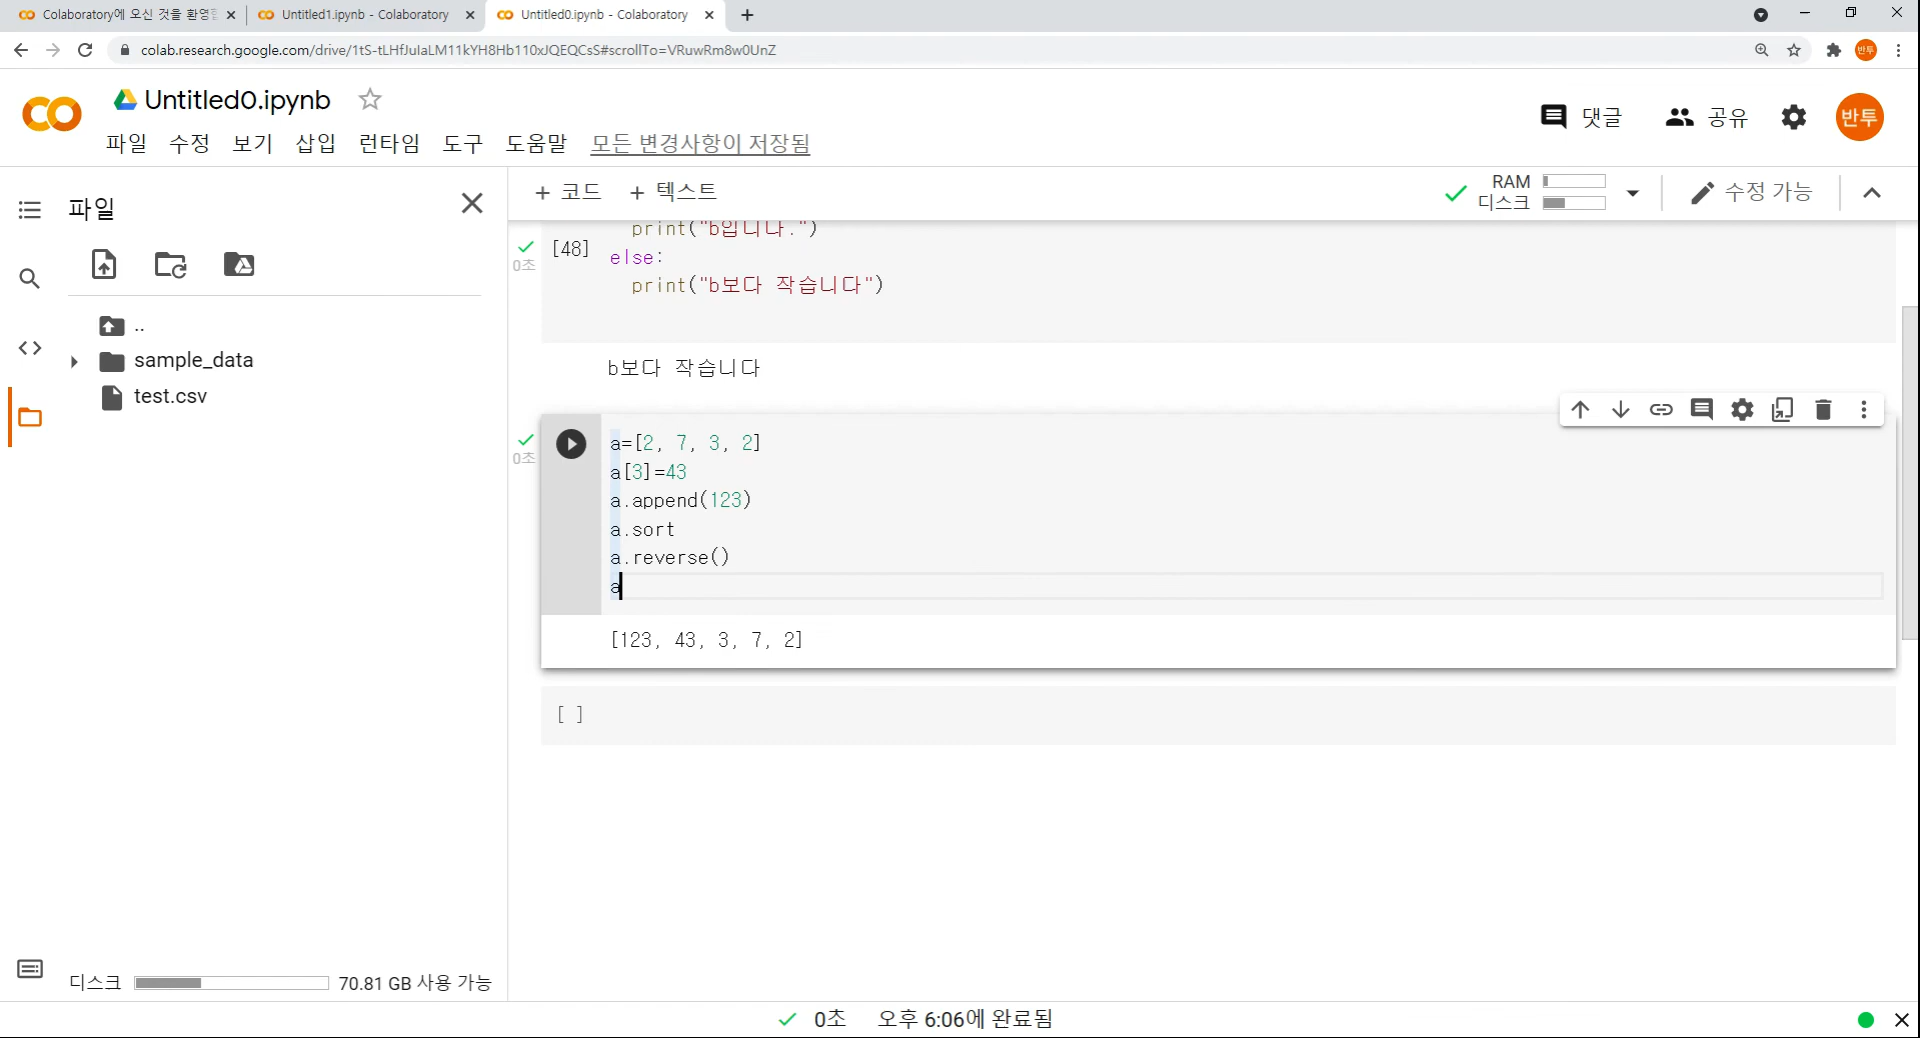 Colaboratory에 오신 것을 환영합
Untitled1.ipynb - Colaboratory
Untitled0.ipynb - Colaboratory
colab.research.google.com/drive/1tS-tLHfJuIaLM11kYH8Hb110xJQEQCsS#scrollTo=VRuwRm8w0UnZ
반투
Untitled0.ipynb
댓글
공유
반투
파일 수정 보기 삽입 런타임 도구 도움말 모든 변경사항이 저장됨
파일
+ 코드 + 텍스트
RAM
디스크
수정 가능
..
sample_data
test.csv
print("b입니다.")
0초
[48]
else:
print("b보다 작습니다")
b보다 작습니다
0초
a=[2, 7, 3, 2]
a[3]=43
a.append(123)
a.sort
a.reverse()
a
[123, 43, 3, 7, 2]
[ ]
디스크
70.81 GB 사용 가능
0초 오후 6:06에 완료됨